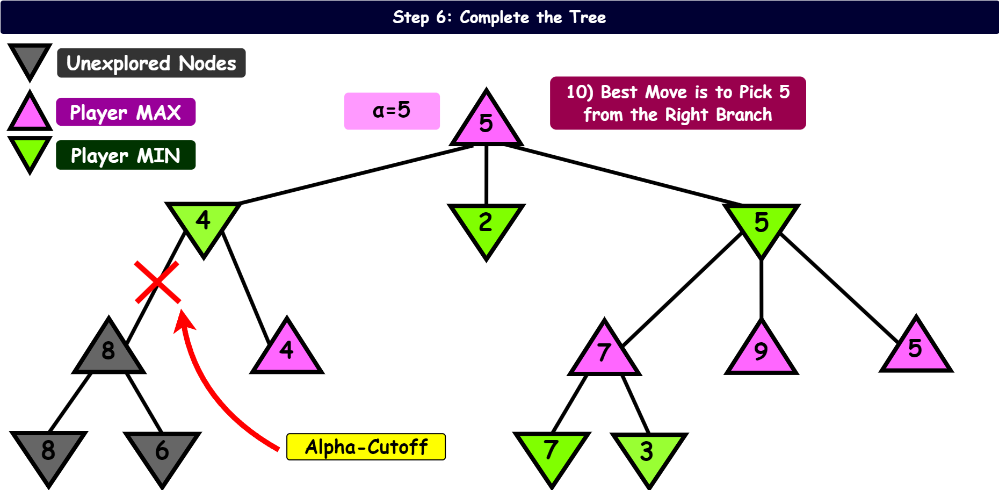 Step 6: Complete the Tree
Unexplored Nodes
Player MAX
Player MIN
α=5
5
10) Best Move is to Pick 5
from the Right Branch
4
2
5
8
4
7
9
5
8
6
Alpha-Cutoff
7
3